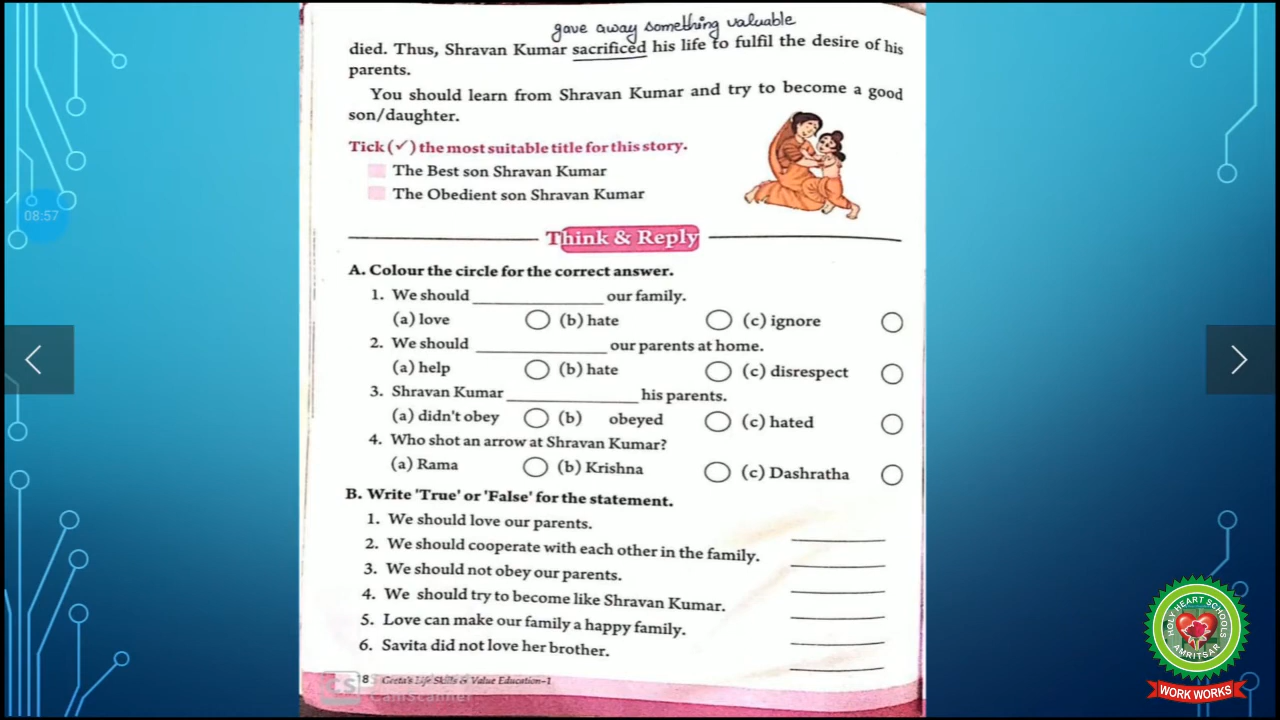 gave away something valuable
died. Thus, Shravan Kumar sacrificed his life to fulfil the desire of his
parents.
You should learn from Shravan Kumar and try to become a good
son/daughter.
Tick (✓) the most suitable title for this story.
The Best son Shravan Kumar
The Obedient son Shravan Kumar
08:57
Think & Reply
A. Colour the circle for the correct answer.
1. We should ____________ our family.
(a) love (b) hate (c) ignore
2. We should ____________ our parents at home.
(a) help (b) hate (c) disrespect
3. Shravan Kumar ____________ his parents.
(a) didn't obey (b) obeyed (c) hated
4. Who shot an arrow at Shravan Kumar?
(a) Rama (b) Krishna (c) Dashratha
B. Write 'True' or 'False' for the statement.
1. We should love our parents. ____________
2. We should cooperate with each other in the family. ____________
3. We should not obey our parents. ____________
4. We should try to become like Shravan Kumar. ____________
5. Love can make our family a happy family. ____________
6. Savita did not love her brother. ____________
8 Geeta's Life Skills & Value Education-1
CS CamScanner
HOLY HEART SCHOOLS
AMRITSAR
WORK WORKS